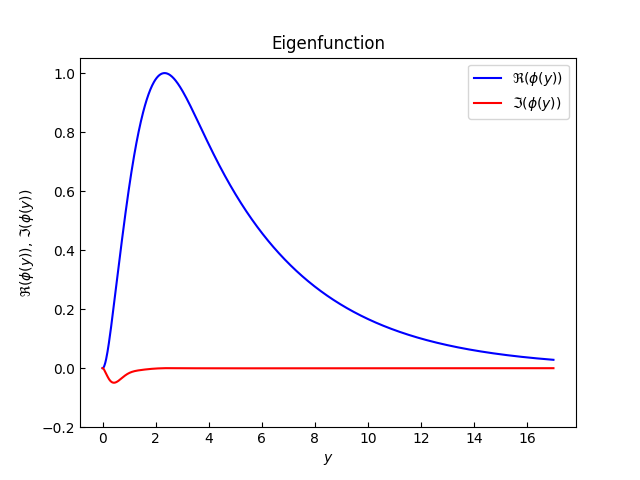 Eigenfunction
ℜ(ϕ(y))
ℑ(ϕ(y))
ℜ(ϕ(y)), ℑ(ϕ(y))
1.0
0.8
0.6
0.4
0.2
0.0
−0.2
0 2 4 6 8 10 12 14 16
y